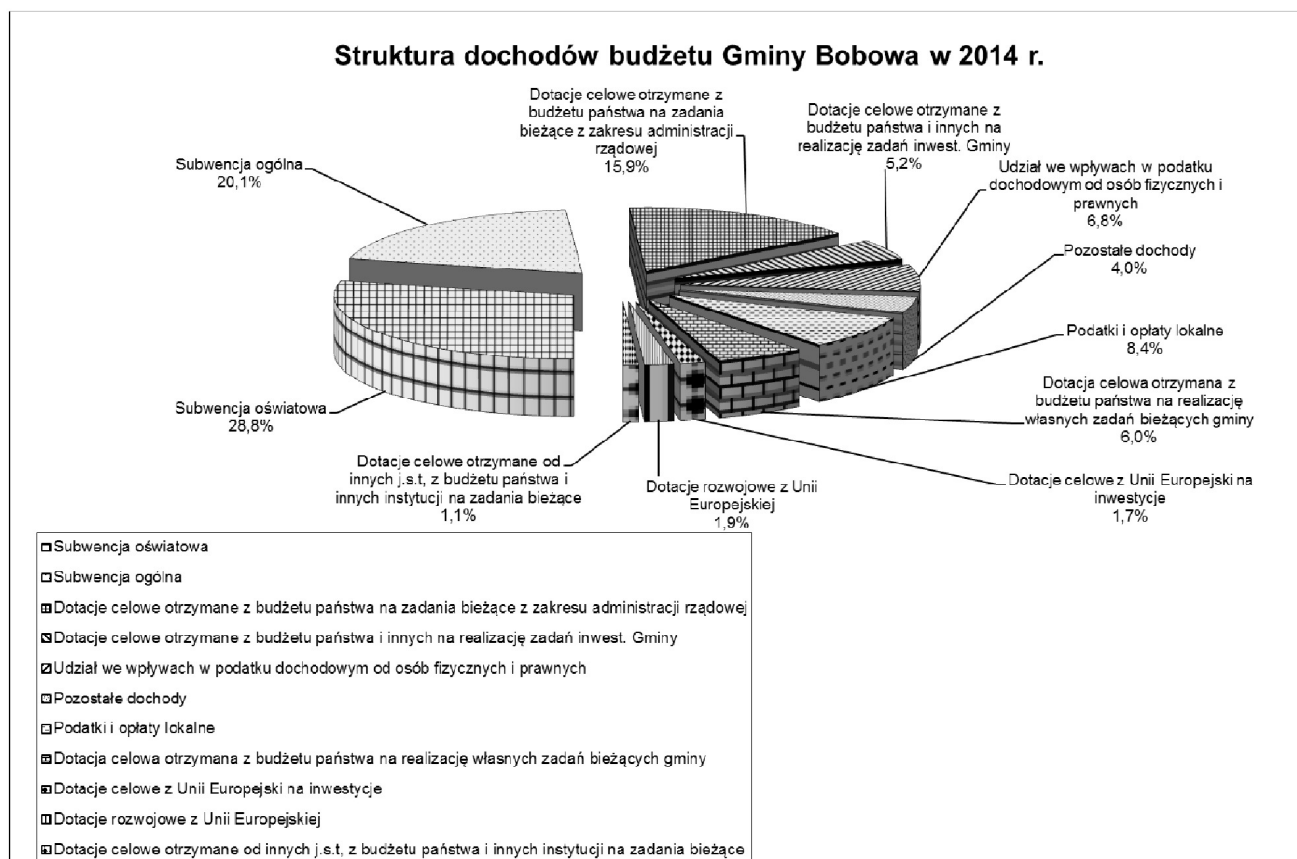 Struktura dochodów budżetu Gminy Bobowa w 2014 r.
Dotacje celowe otrzymane z
budżetu państwa na zadania
bieżące z zakresu administracji
rządowej
15,9%
Dotacje celowe otrzymane z
budżetu państwa i innych na
realizację zadań inwest. Gminy
5,2%
Subwencja ogólna
20,1%
Udział we wpływach w podatku
dochodowym od osób fizycznych i
prawnych
6,8%
Pozostałe dochody
4,0%
Podatki i opłaty lokalne
8,4%
Dotacja celowa otrzymana z
budżetu państwa na realizację
własnych zadań bieżących gminy
6,0%
Subwencja oświatowa
28,8%
Dotacje celowe otrzymane od
innych j.s.t, z budżetu państwa i
innych instytucji na zadania bieżące
1,1%
Dotacje rozwojowe z Unii
Europejskiej
1,9%
Dotacje celowe z Unii Europejski na
inwestycje
1,7%
Subwencja oświatowa
Subwencja ogólna
Dotacje celowe otrzymane z budżetu państwa na zadania bieżące z zakresu administracji rządowej
Dotacje celowe otrzymane z budżetu państwa i innych na realizację zadań inwest. Gminy
Udział we wpływach w podatku dochodowym od osób fizycznych i prawnych
Pozostałe dochody
Podatki i opłaty lokalne
Dotacja celowa otrzymana z budżetu państwa na realizację własnych zadań bieżących gminy
Dotacje celowe z Unii Europejski na inwestycje
Dotacje rozwojowe z Unii Europejskiej
Dotacje celowe otrzymane od innych j.s.t, z budżetu państwa i innych instytucji na zadania bieżące